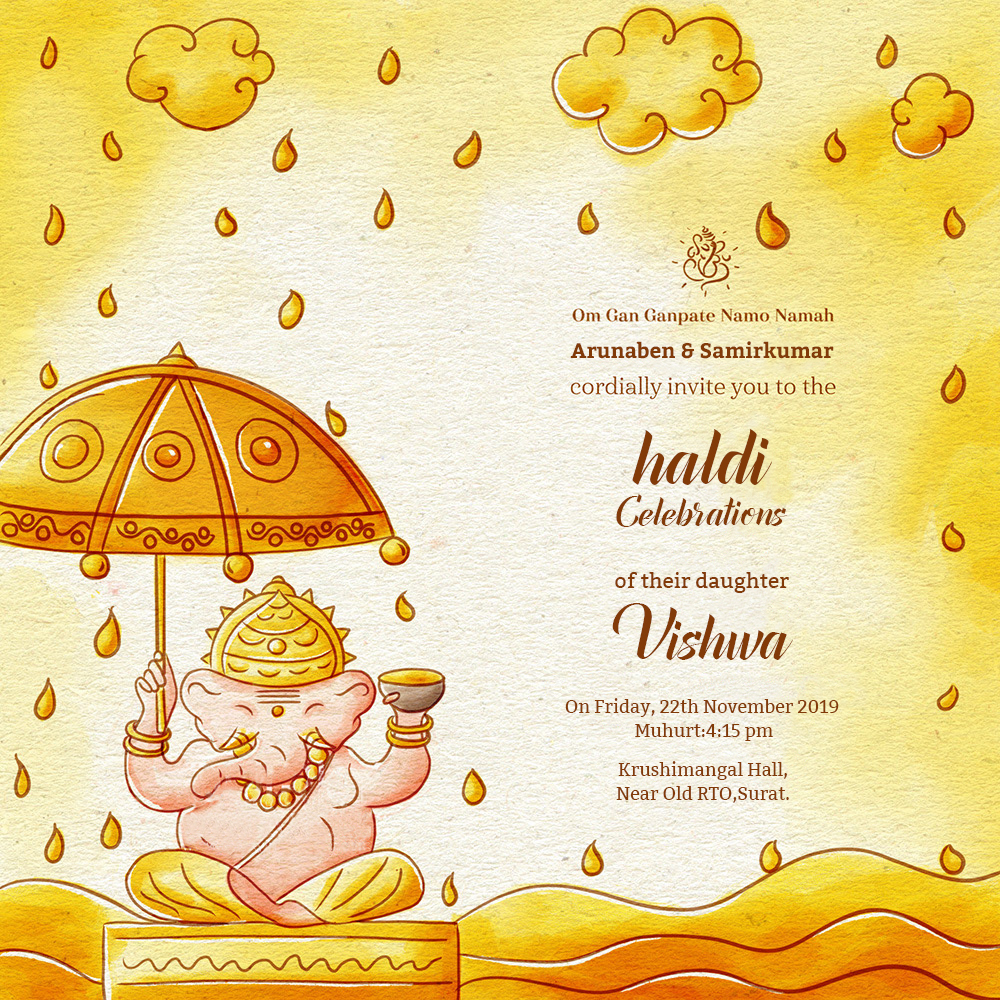 Om Gan Ganpate Namo Namah
Arunaben & Samirkumar
cordially invite you to the
haldi
Celebrations
of their daughter
Vishwa
On Friday, 22th November 2019
Muhurt:4:15 pm
Krushimangal Hall,
Near Old RTO,Surat.